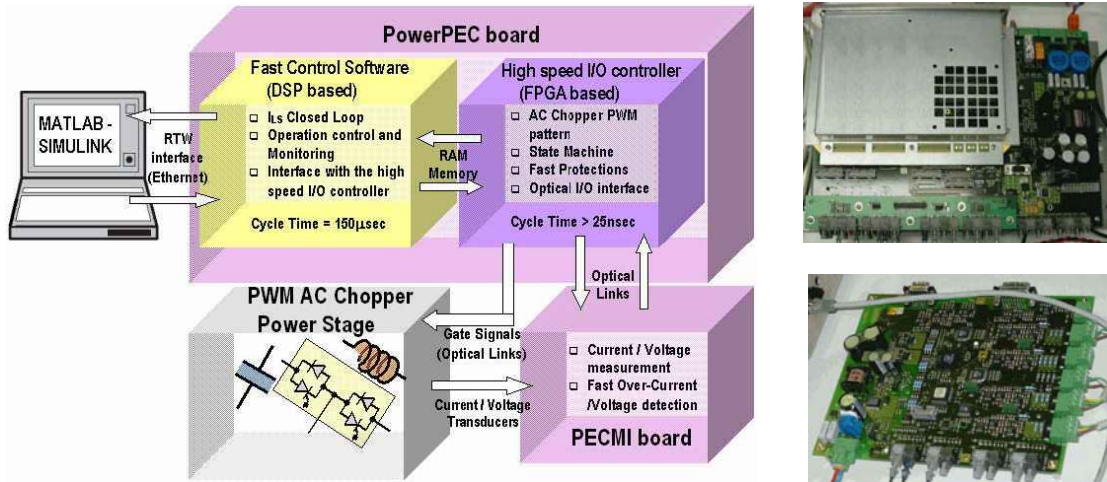 PowerPEC board
Fast Control Software
(DSP based)
ILS Closed Loop
Operation control and
Monitoring
Interface with the high
speed I/O controller
Cycle Time = 150µsec
High speed I/O controller
(FPGA based)
AC Chopper PWM
pattern
State Machine
Fast Protections
Optical I/O interface
Cycle Time > 25nsec
MATLAB -
SIMULINK
RTW
interface
(Ethernet)
RAM
Memory
Optical
Links
PWM AC Chopper
Power Stage
Gate Signals
(Optical Links)
Current / Voltage
Transducers
Current / Voltage
measurement
Fast Over-Current
/Voltage detection
PECMI board